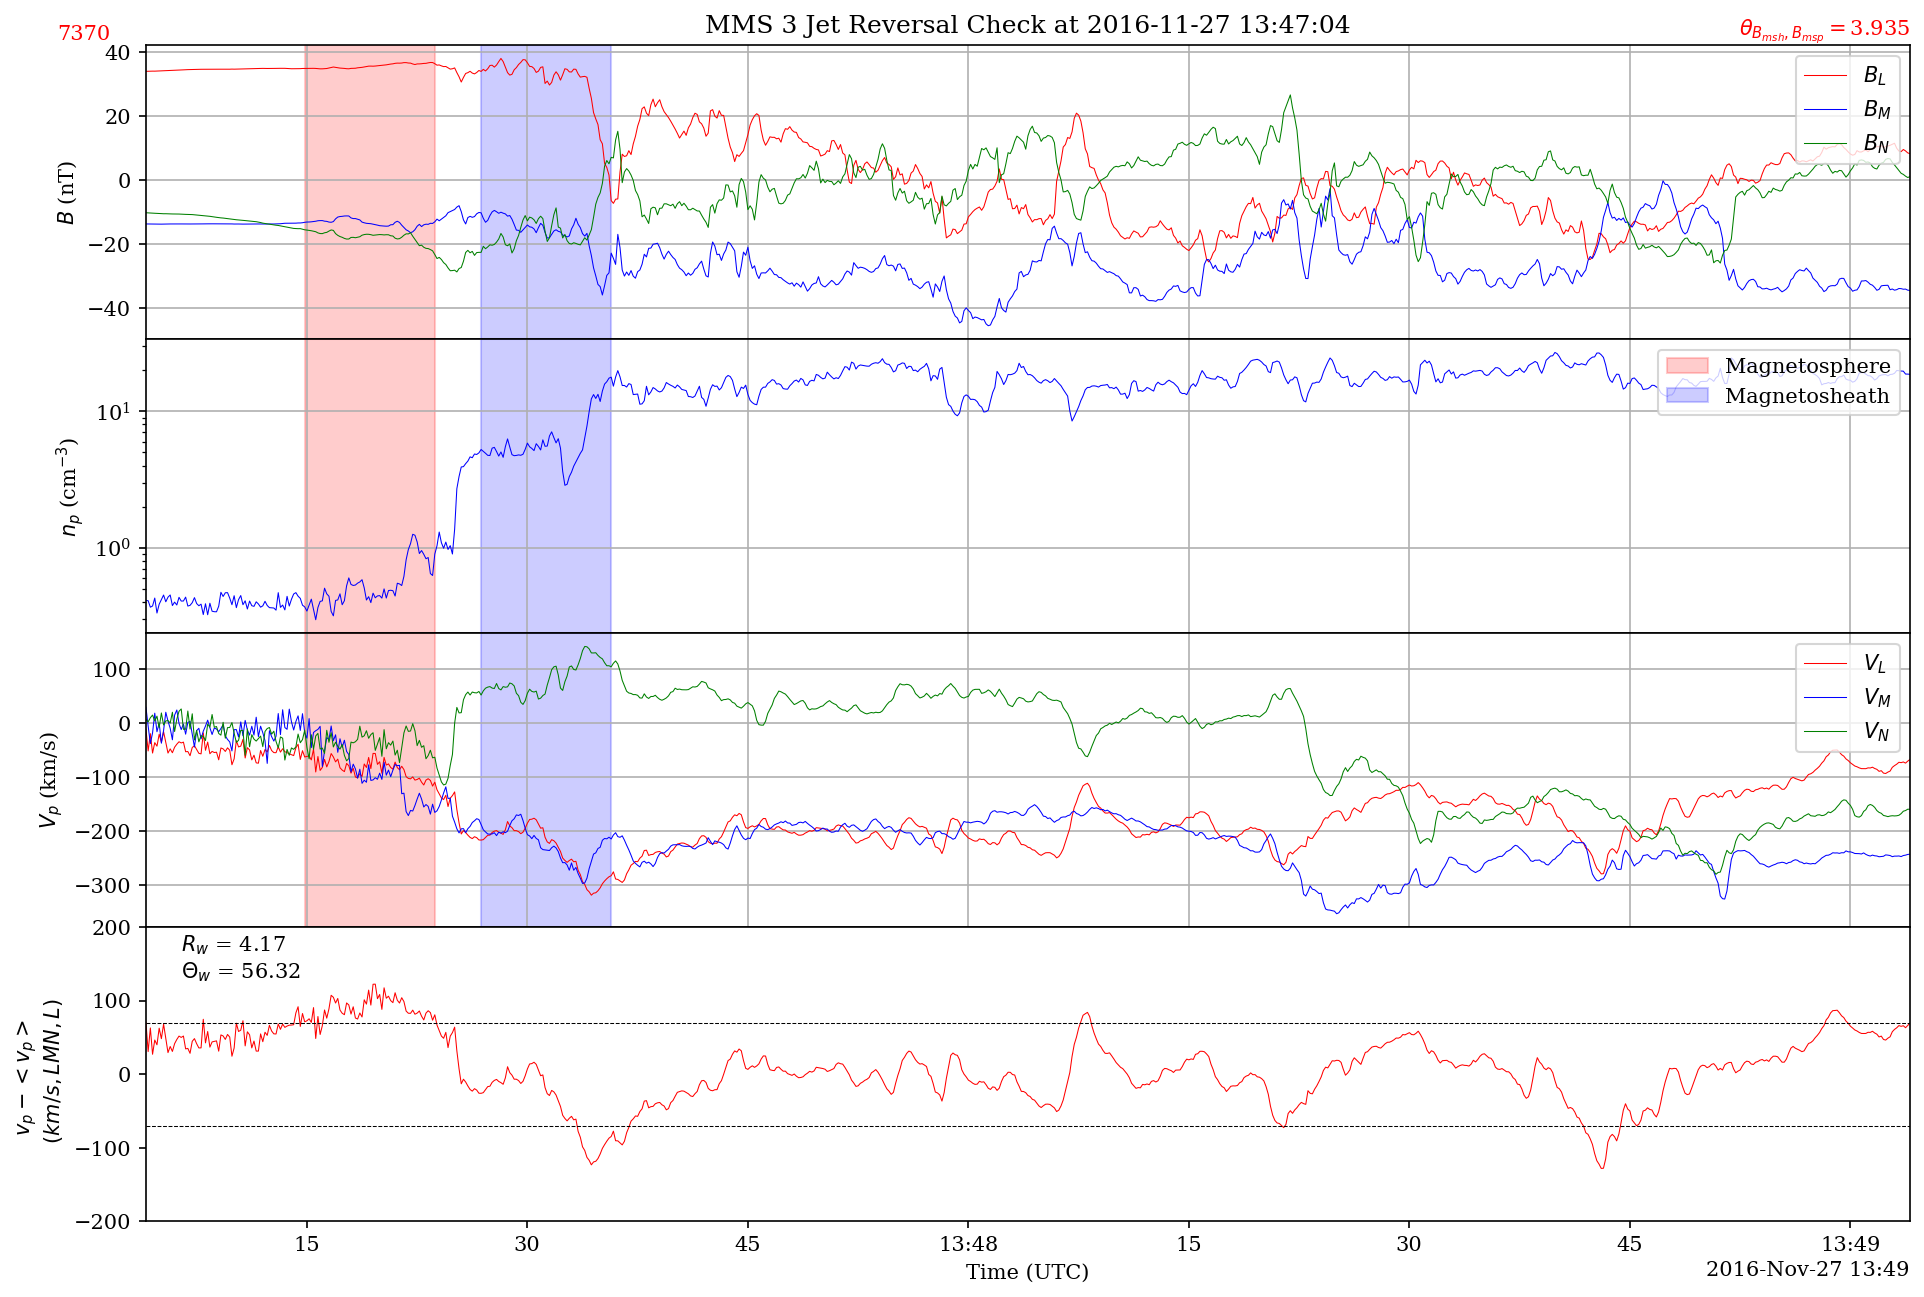 MMS 3 Jet Reversal Check at 2016-11-27 13:47:04
7370
θ_{B_{msh}, B_{msp}} = 3.935
40
20
0
−20
−40
B (nT)
B_L
B_M
B_N
10^1
10^0
n_p (cm^{−3})
Magnetosphere
Magnetosheath
100
0
−100
−200
−300
V_p (km/s)
V_L
V_M
V_N
200
100
0
−100
−200
v_p − < v_p >
(km/s, LMN, L)
R_w = 4.17
Θ_w = 56.32
15 30 45 13:48 15 30 45 13:49
Time (UTC)
2016-Nov-27 13:49